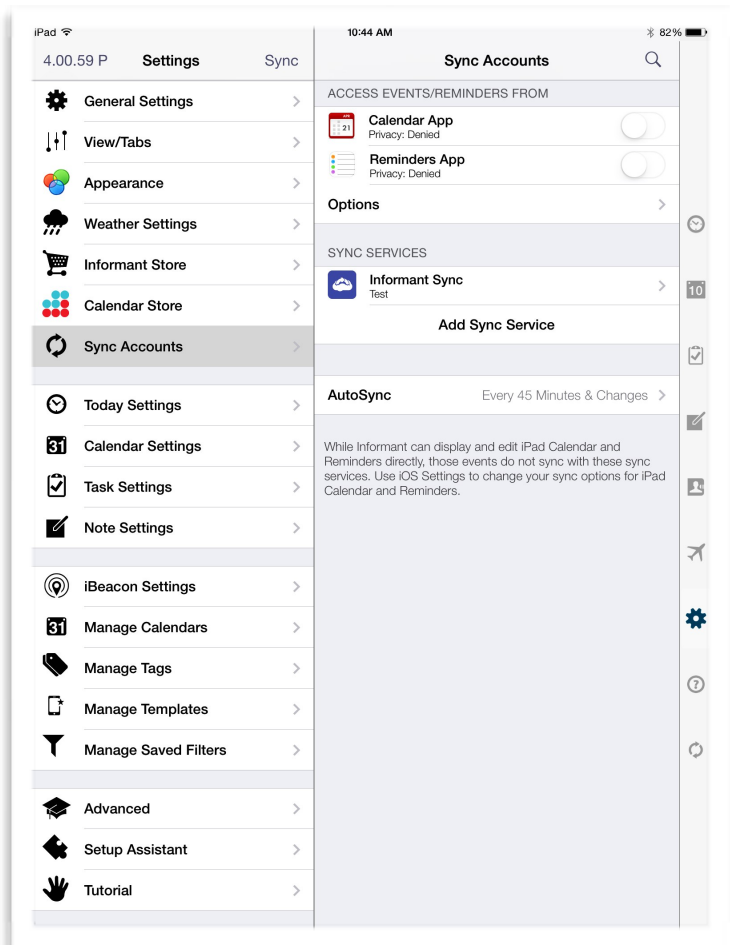 iPad 10:44 AM 82%
4.00.59 P Settings Sync
General Settings
View/Tabs
Appearance
Weather Settings
Informant Store
Calendar Store
Sync Accounts
Today Settings
31 Calendar Settings
Task Settings
Note Settings
iBeacon Settings
31 Manage Calendars
Manage Tags
Manage Templates
Manage Saved Filters
Advanced
Setup Assistant
Tutorial
Sync Accounts
ACCESS EVENTS/REMINDERS FROM
Calendar App
21
Privacy: Denied
Reminders App
Privacy: Denied
Options
SYNC SERVICES
Informant Sync
Test
Add Sync Service
AutoSync Every 45 Minutes & Changes
While Informant can display and edit iPad Calendar and
Reminders directly, those events do not sync with these sync
services. Use iOS Settings to change your sync options for iPad
Calendar and Reminders.
10